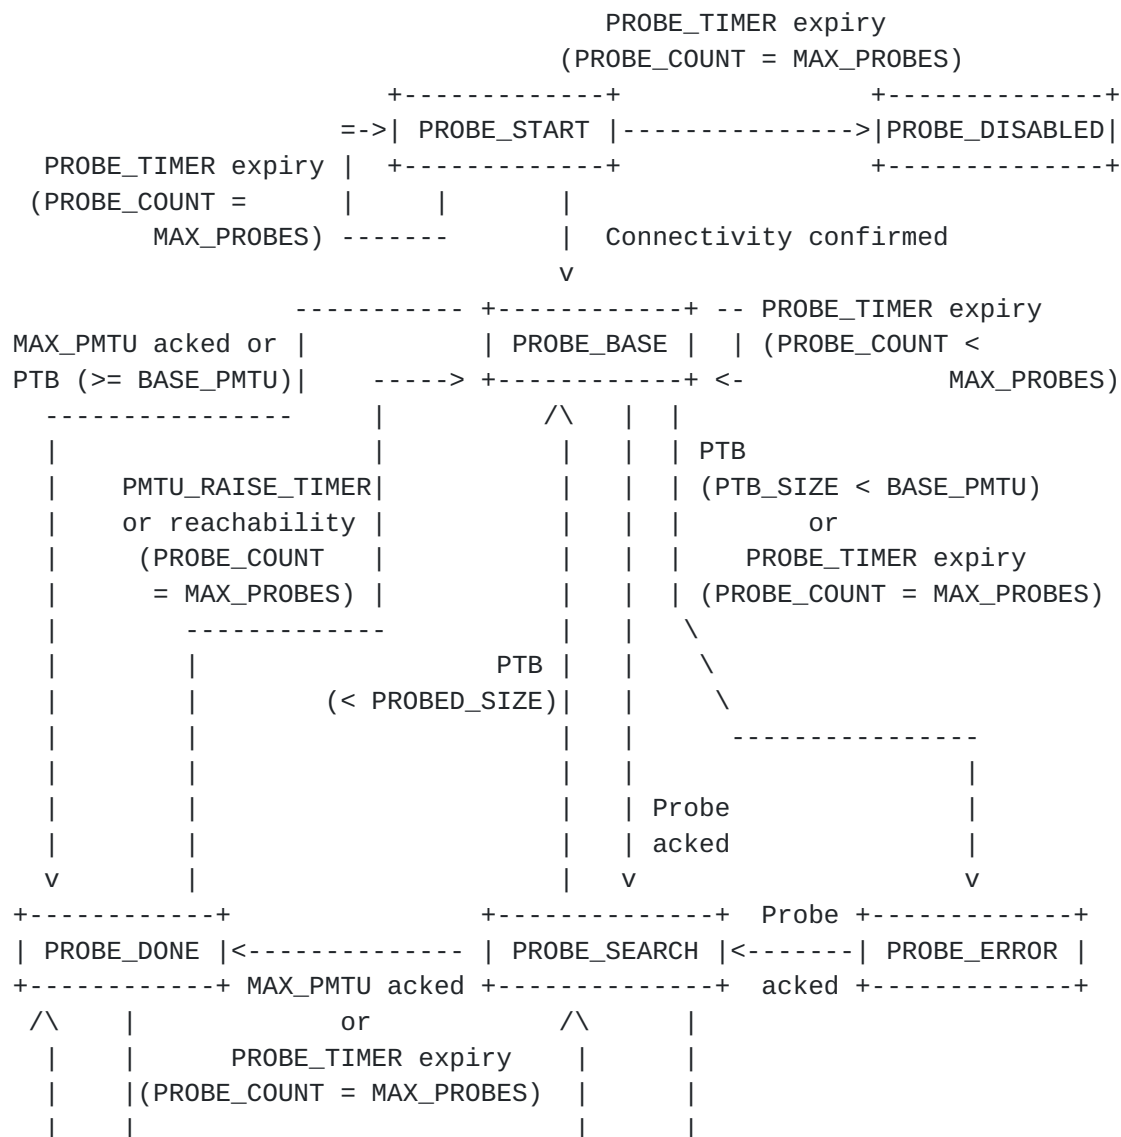 PROBE_TIMER expiry
                                   (PROBE_COUNT = MAX_PROBES)
                        +-------------+                +--------------+
                     =->| PROBE_START |--------------->|PROBE_DISABLED|
  PROBE_TIMER expiry |  +-------------+                +--------------+
 (PROBE_COUNT =      |     |       |
         MAX_PROBES) -------       |  Connectivity confirmed
                                   v
                  ----------- +------------+ -- PROBE_TIMER expiry
MAX_PMTU acked or |           | PROBE_BASE |  | (PROBE_COUNT <
PTB (>= BASE_PMTU)|    -----> +------------+ <-             MAX_PROBES)
  ----------------     |          /\   |  |
  |                    |           |   |  | PTB
  |    PMTU_RAISE_TIMER|           |   |  | (PTB_SIZE < BASE_PMTU)
  |    or reachability |           |   |  |        or
  |     (PROBE_COUNT   |           |   |  |    PROBE_TIMER expiry
  |      = MAX_PROBES) |           |   |  | (PROBE_COUNT = MAX_PROBES)
  |        -------------           |   |   \
  |        |                   PTB |   |    \
  |        |        (< PROBED_SIZE)|   |     \
  |        |                       |   |      ----------------
  |        |                       |   |                     |
  |        |                       |   | Probe               |
  |        |                       |   | acked               |
  v        |                       |   v                     v
+------------+                +--------------+  Probe +-------------+
| PROBE_DONE |<-------------- | PROBE_SEARCH |<-------| PROBE_ERROR |
+------------+ MAX_PMTU acked +--------------+  acked +-------------+
 /\    |             or            /\      |
  |    |      PROBE_TIMER expiry    |      |
  |    |(PROBE_COUNT = MAX_PROBES)  |      |
  |    |                            |      |